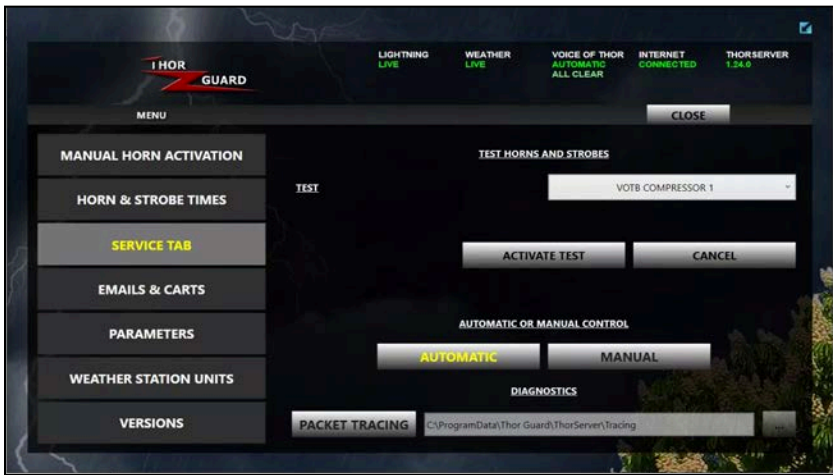 THOR
GUARD
LIGHTNING
LIVE
WEATHER
LIVE
VOICE OF THOR
AUTOMATIC
ALL CLEAR
INTERNET
CONNECTED
THORSERVER
1.24.0
MENU
CLOSE
MANUAL HORN ACTIVATION
HORN & STROBE TIMES
SERVICE TAB
EMAILS & CARTS
PARAMETERS
WEATHER STATION UNITS
VERSIONS
TEST HORNS AND STROBES
TEST
VOTB COMPRESSOR 1
ACTIVATE TEST
CANCEL
AUTOMATIC OR MANUAL CONTROL
AUTOMATIC
MANUAL
DIAGNOSTICS
PACKET TRACING
C:\ProgramData\Thor Guard\ThorServer\Tracing
...